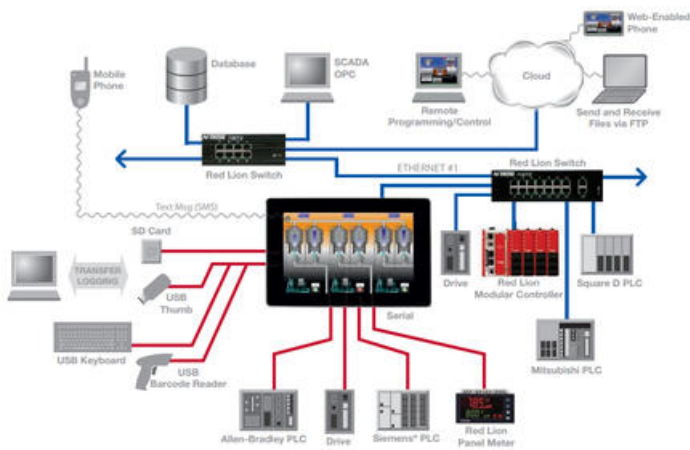 Web-Enabled
Phone
Database
SCADA
OPC
Mobile
Phone
Cloud
Remote
Programming/Control
Send and Receive
Files via FTP
Red Lion Switch
ETHERNET #1
Red Lion Switch
Text Msg (SMS)
SD Card
TRANSFER
LOGGING
USB
Thumb
Drive
Red Lion
Modular Controller
Square D PLC
Serial
USB Keyboard
USB
Barcode Reader
Mitsubishi PLC
Allen-Bradley PLC
Drive
Siemens® PLC
Red Lion
Panel Meter